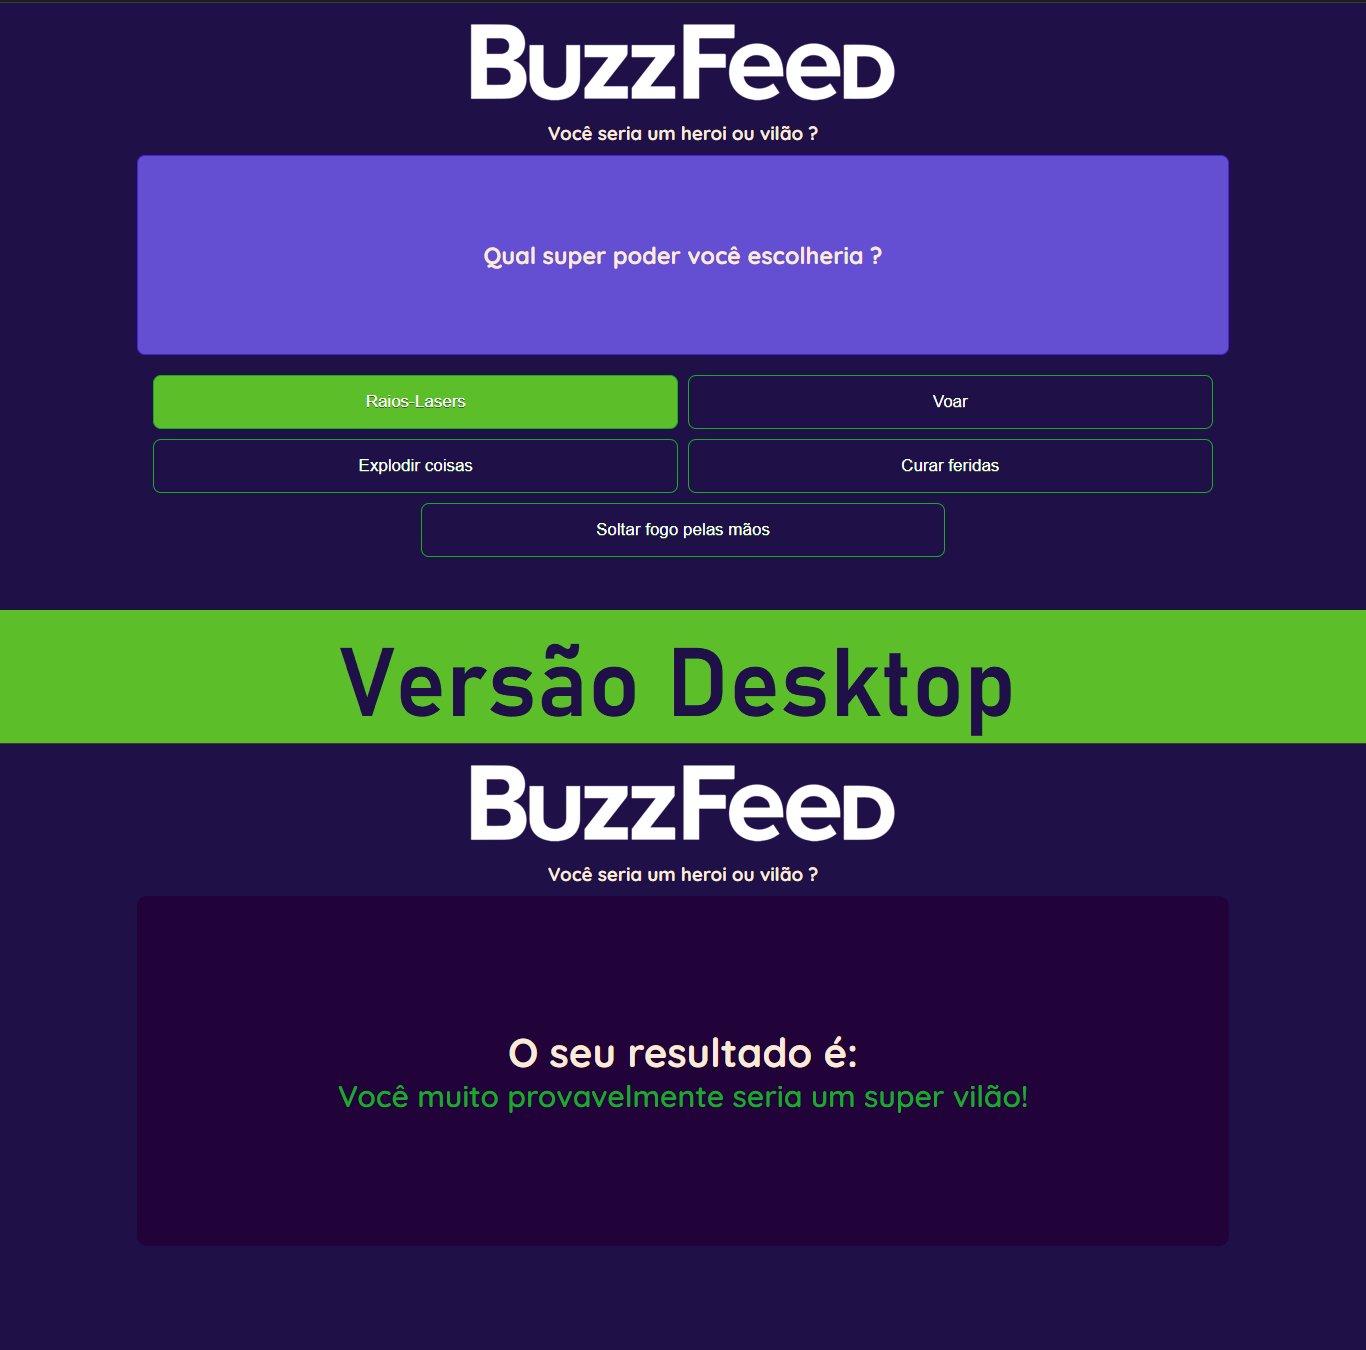 BuzzFeed
Você seria um heroi ou vilão ?
Qual super poder você escolheria ?
Raios-Lasers
Voar
Explodir coisas
Curar feridas
Soltar fogo pelas mãos
Versão Desktop
BuzzFeed
Você seria um heroi ou vilão ?
O seu resultado é:
Você muito provavelmente seria um super vilão!